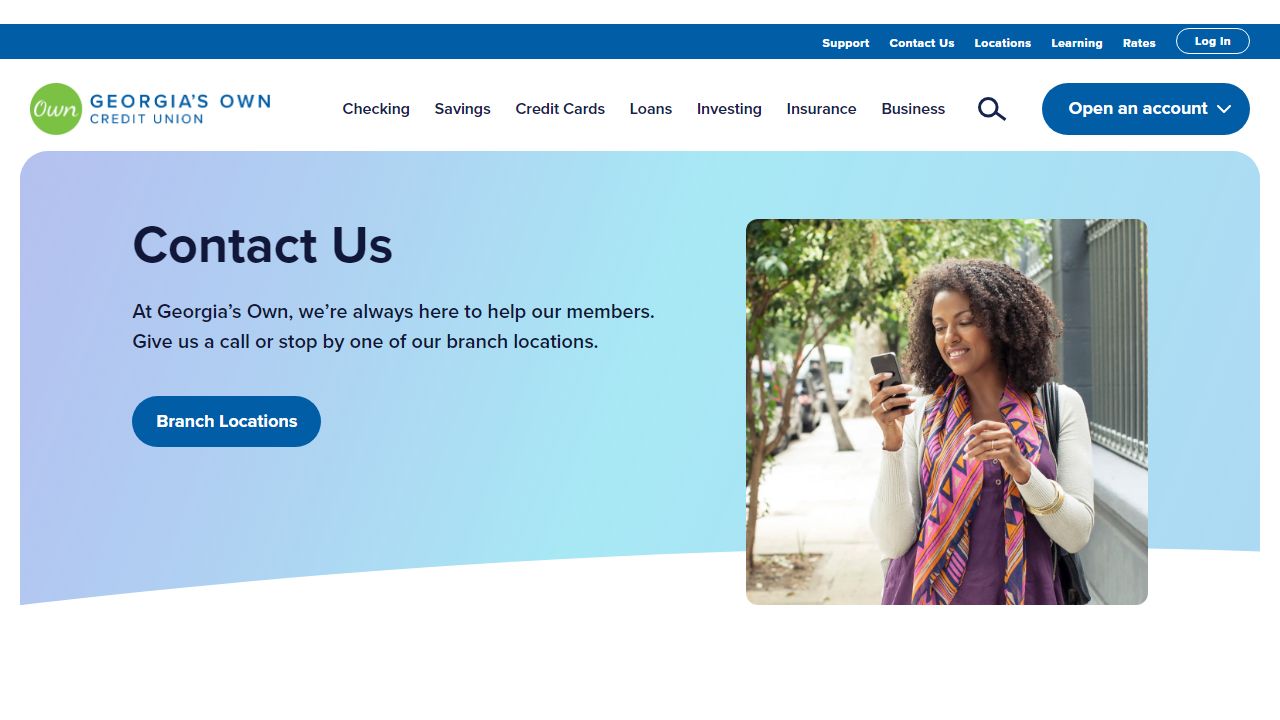 Support Contact Us Locations Learning Rates Log In
Own GEORGIA'S OWN
CREDIT UNION
Checking Savings Credit Cards Loans Investing Insurance Business Open an account
Contact Us
At Georgia’s Own, we’re always here to help our members.
Give us a call or stop by one of our branch locations.
Branch Locations